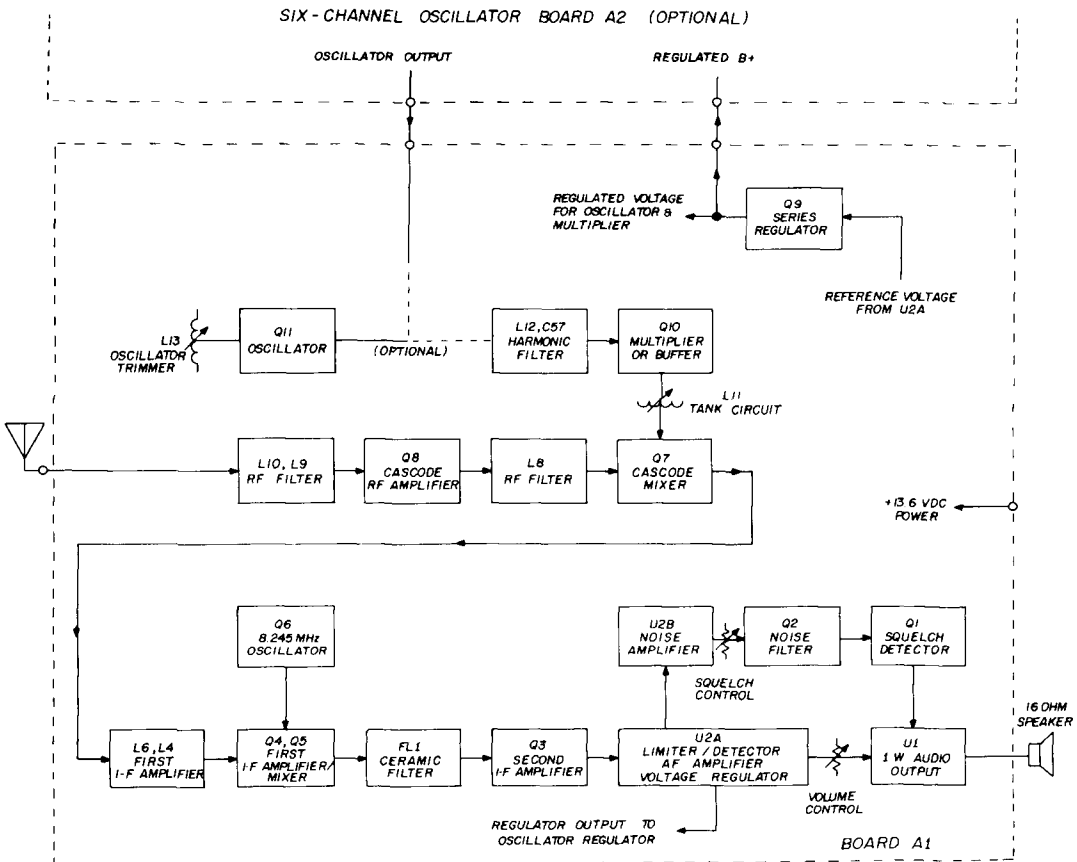 SIX-CHANNEL OSCILLATOR BOARD A2 (OPTIONAL)
OSCILLATOR OUTPUT
REGULATED B+
REGULATED VOLTAGE
FOR OSCILLATOR &
MULTIPLIER
Q9
SERIES
REGULATOR
REFERENCE VOLTAGE
FROM U2A
L13
OSCILLATOR
TRIMMER
Q11
OSCILLATOR
(OPTIONAL)
L12, C57
HARMONIC
FILTER
Q10
MULTIPLIER
OR BUFFER
L11
TANK CIRCUIT
L10, L9
RF FILTER
Q8
CASCODE
RF AMPLIFIER
L8
RF FILTER
Q7
CASCODE
MIXER
+13.6 VDC
POWER
Q6
8.245 MHz
OSCILLATOR
U2B
NOISE
AMPLIFIER
SQUELCH
CONTROL
Q2
NOISE
FILTER
Q1
SQUELCH
DETECTOR
L6, L4
FIRST
I-F AMPLIFIER
Q4, Q5
FIRST
I-F AMPLIFIER/
MIXER
FL1
CERAMIC
FILTER
Q3
SECOND
I-F AMPLIFIER
U2A
LIMITER / DETECTOR
AF AMPLIFIER
VOLTAGE REGULATOR
VOLUME
CONTROL
U1
1 W AUDIO
OUTPUT
16 OHM
SPEAKER
REGULATOR OUTPUT TO
OSCILLATOR REGULATOR
BOARD A1